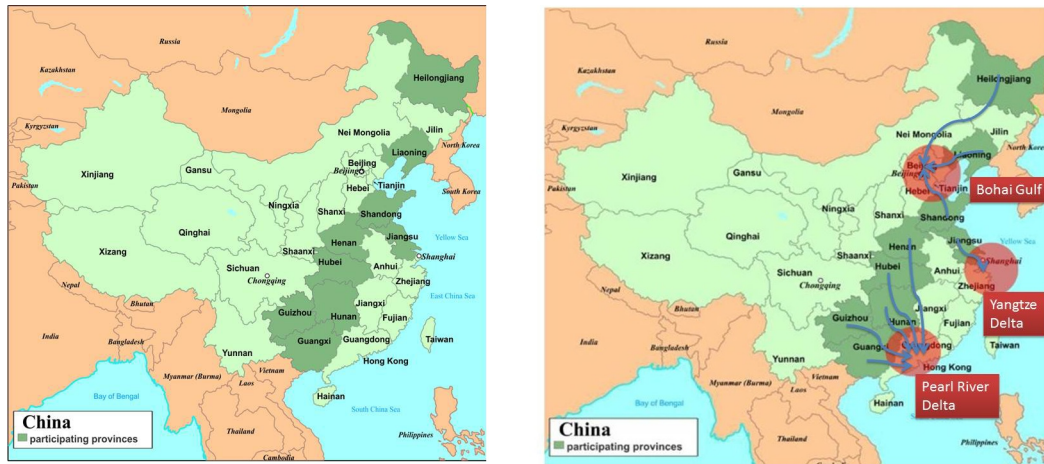 Russia
Kazakhstan
Heilongjiang
Mongolia
Kyrgyzstan
Jilin
Nei Mongolia
North Korea
Liaoning
Beijing
Beijing
Gansu
Xinjiang
Tianjin
Pakistan
Hebei
South Korea
Ningxia
Shanxi
Shandong
Qinghai
Yellow Sea
Henan
Jiangsu
Shaanxi
Xizang
Shanghai
Hubei
Anhui
Sichuan
Chongqing
Zhejiang
Nepal
East China Sea
Bhutan
Jiangxi
Guizhou
Hunan
Fujian
India
Bangladesh
Guangxi
Guangdong
Taiwan
Yunnan
Hong Kong
Vietnam
Myanmar (Burma)
Laos
Hainan
Bay of Bengal
South China Sea
China
participating provinces
Thailand
Philippines
Cambodia
Russia
Kazakhstan
Heilongjiang
Mongolia
Kyrgyzstan
Jilin
Nei Mongolia
North Korea
Liaoning
Beijing
Gansu
Xinjiang
Tianjin
Pakistan
Hebei
Bohai Gulf
Ningxia
Shanxi
Shandong
Qinghai
Yellow Sea
Henan
Jiangsu
Shaanxi
Xizang
Shanghai
Hubei
Anhui
Sichuan
Chongqing
Zhejiang
Nepal
Yangtze
Delta
Bhutan
Jiangxi
Guizhou
Hunan
Fujian
India
Bangladesh
Guangxi
Taiwan
Yunnan
Hong Kong
Vietnam
Myanmar (Burma)
Laos
Pearl River
Delta
Hainan
Bay of Bengal
China
participating provinces
Thailand
Philippines